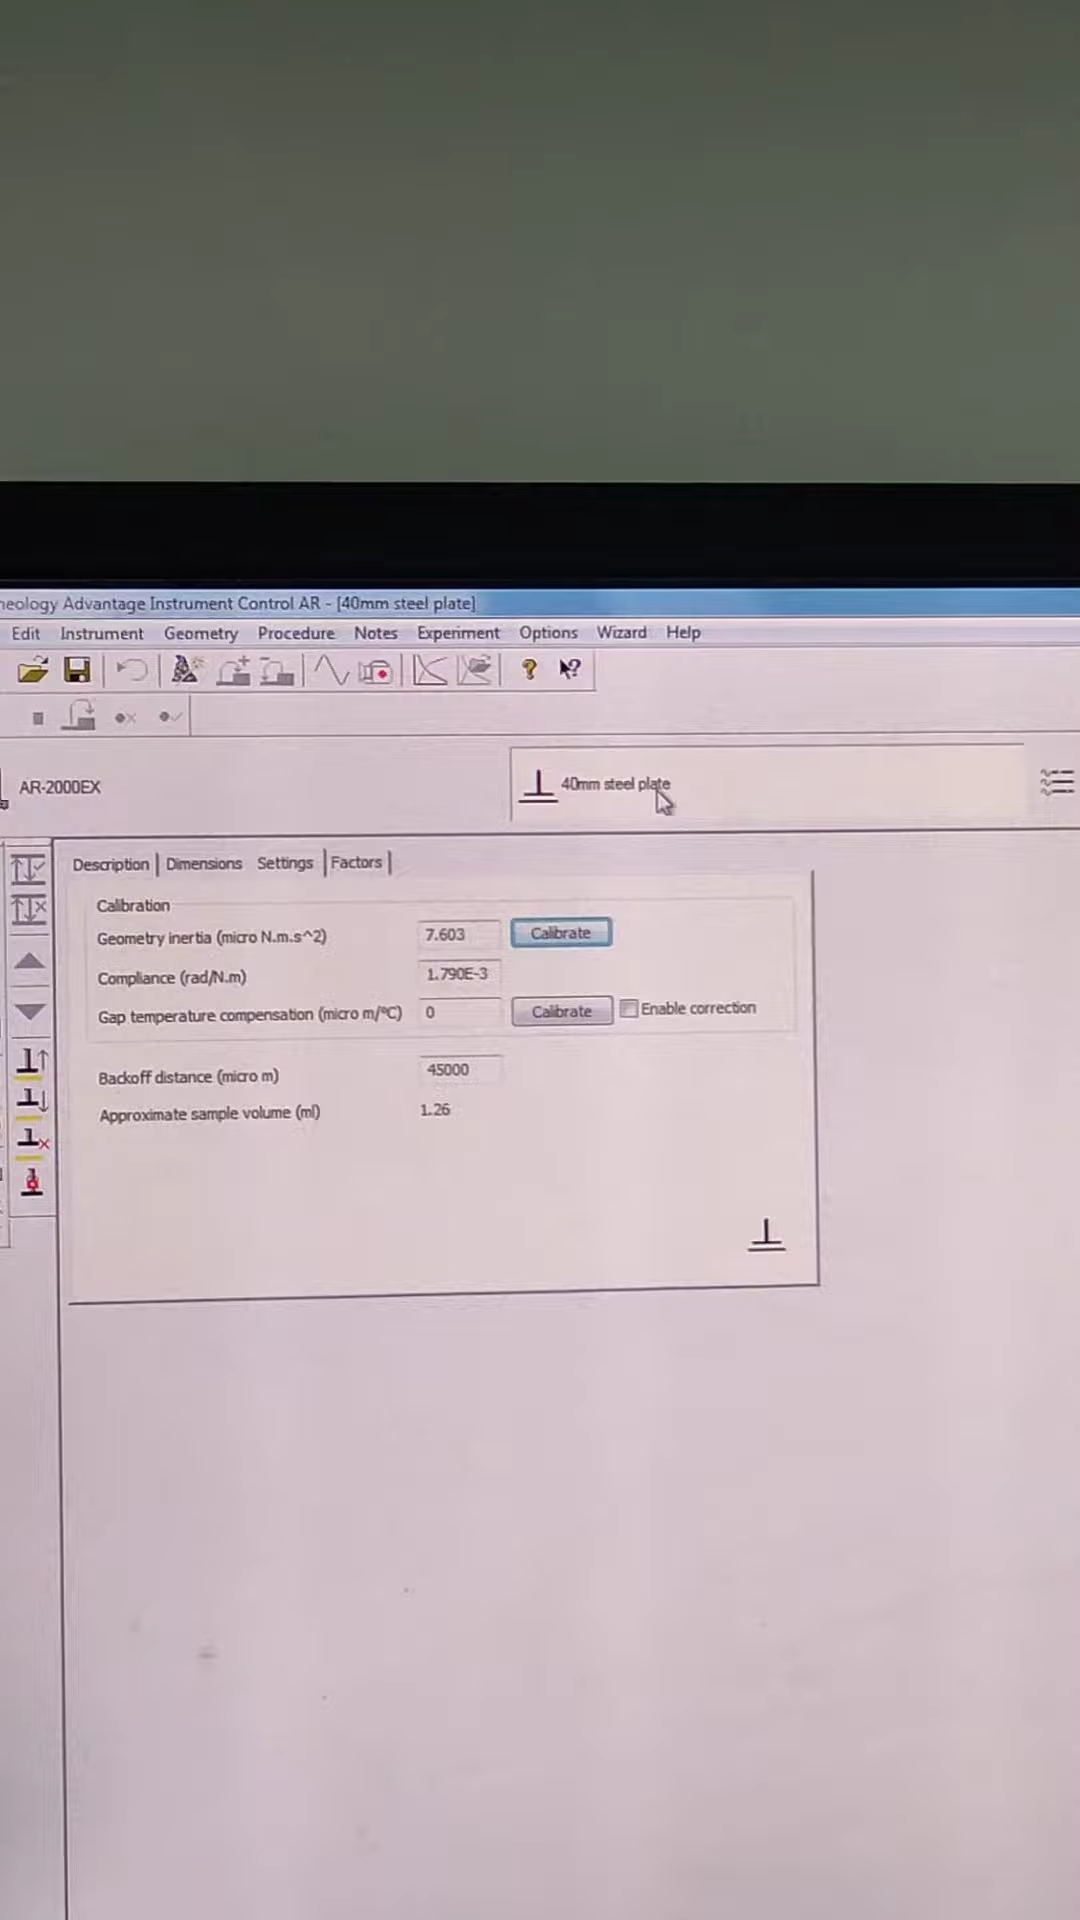 heology Advantage Instrument Control AR - [40mm steel plate]
Edit Instrument Geometry Procedure Notes Experiment Options Wizard Help
AR-2000EX
40mm steel plate
Description Dimensions Settings Factors
Calibration
Geometry inertia (micro N.m.s^2) 7.603 Calibrate
Compliance (rad/N.m) 1.790E-3
Gap temperature compensation (micro m/ºC) 0 Calibrate Enable correction
Backoff distance (micro m) 45000
Approximate sample volume (ml) 1.26